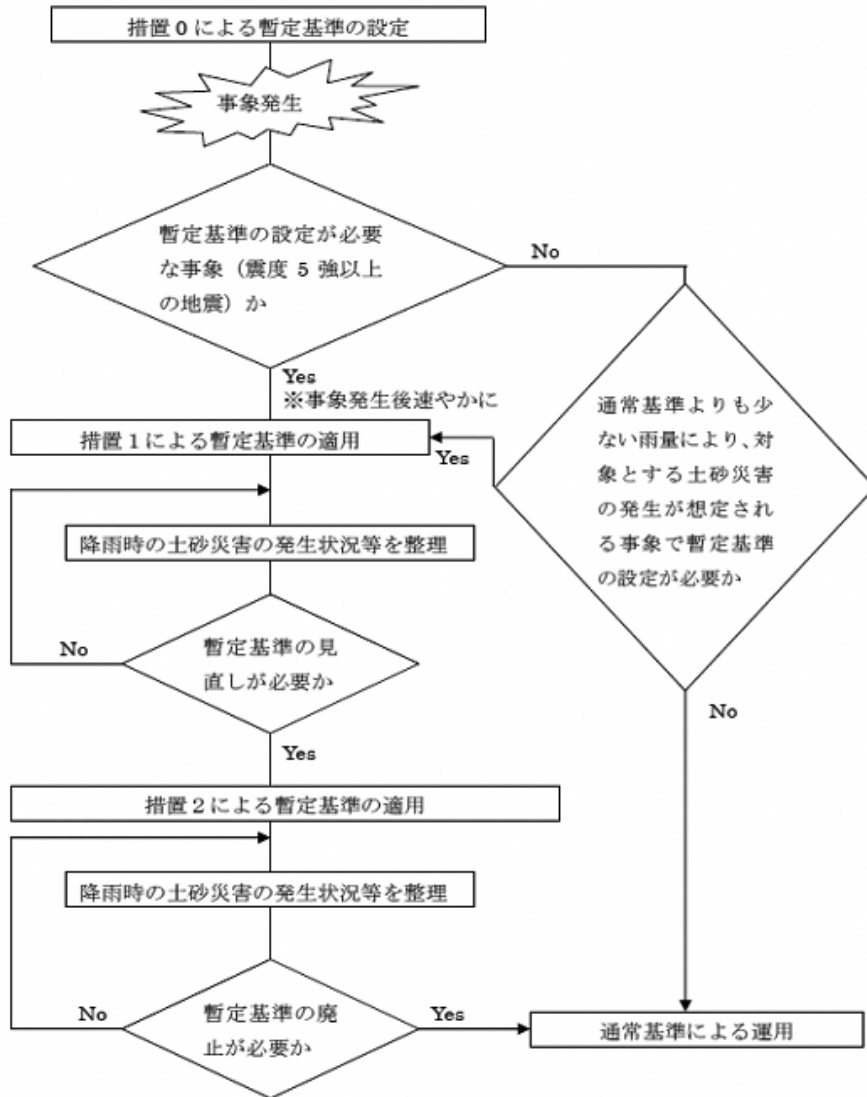 措置0による暫定基準の設定
事象発生
暫定基準の設定が必要
な事象（震度 5 強以上
の地震）か
No
Yes
※事象発生後速やかに
通常基準よりも少
ない雨量により、対
象とする土砂災害
の発生が想定され
る事象で暫定基準
の設定が必要か
措置1による暫定基準の適用
Yes
降雨時の土砂災害の発生状況等を整理
No
暫定基準の見
直しが必要か
No
Yes
措置2による暫定基準の適用
降雨時の土砂災害の発生状況等を整理
No
暫定基準の廃
止が必要か
Yes
通常基準による運用